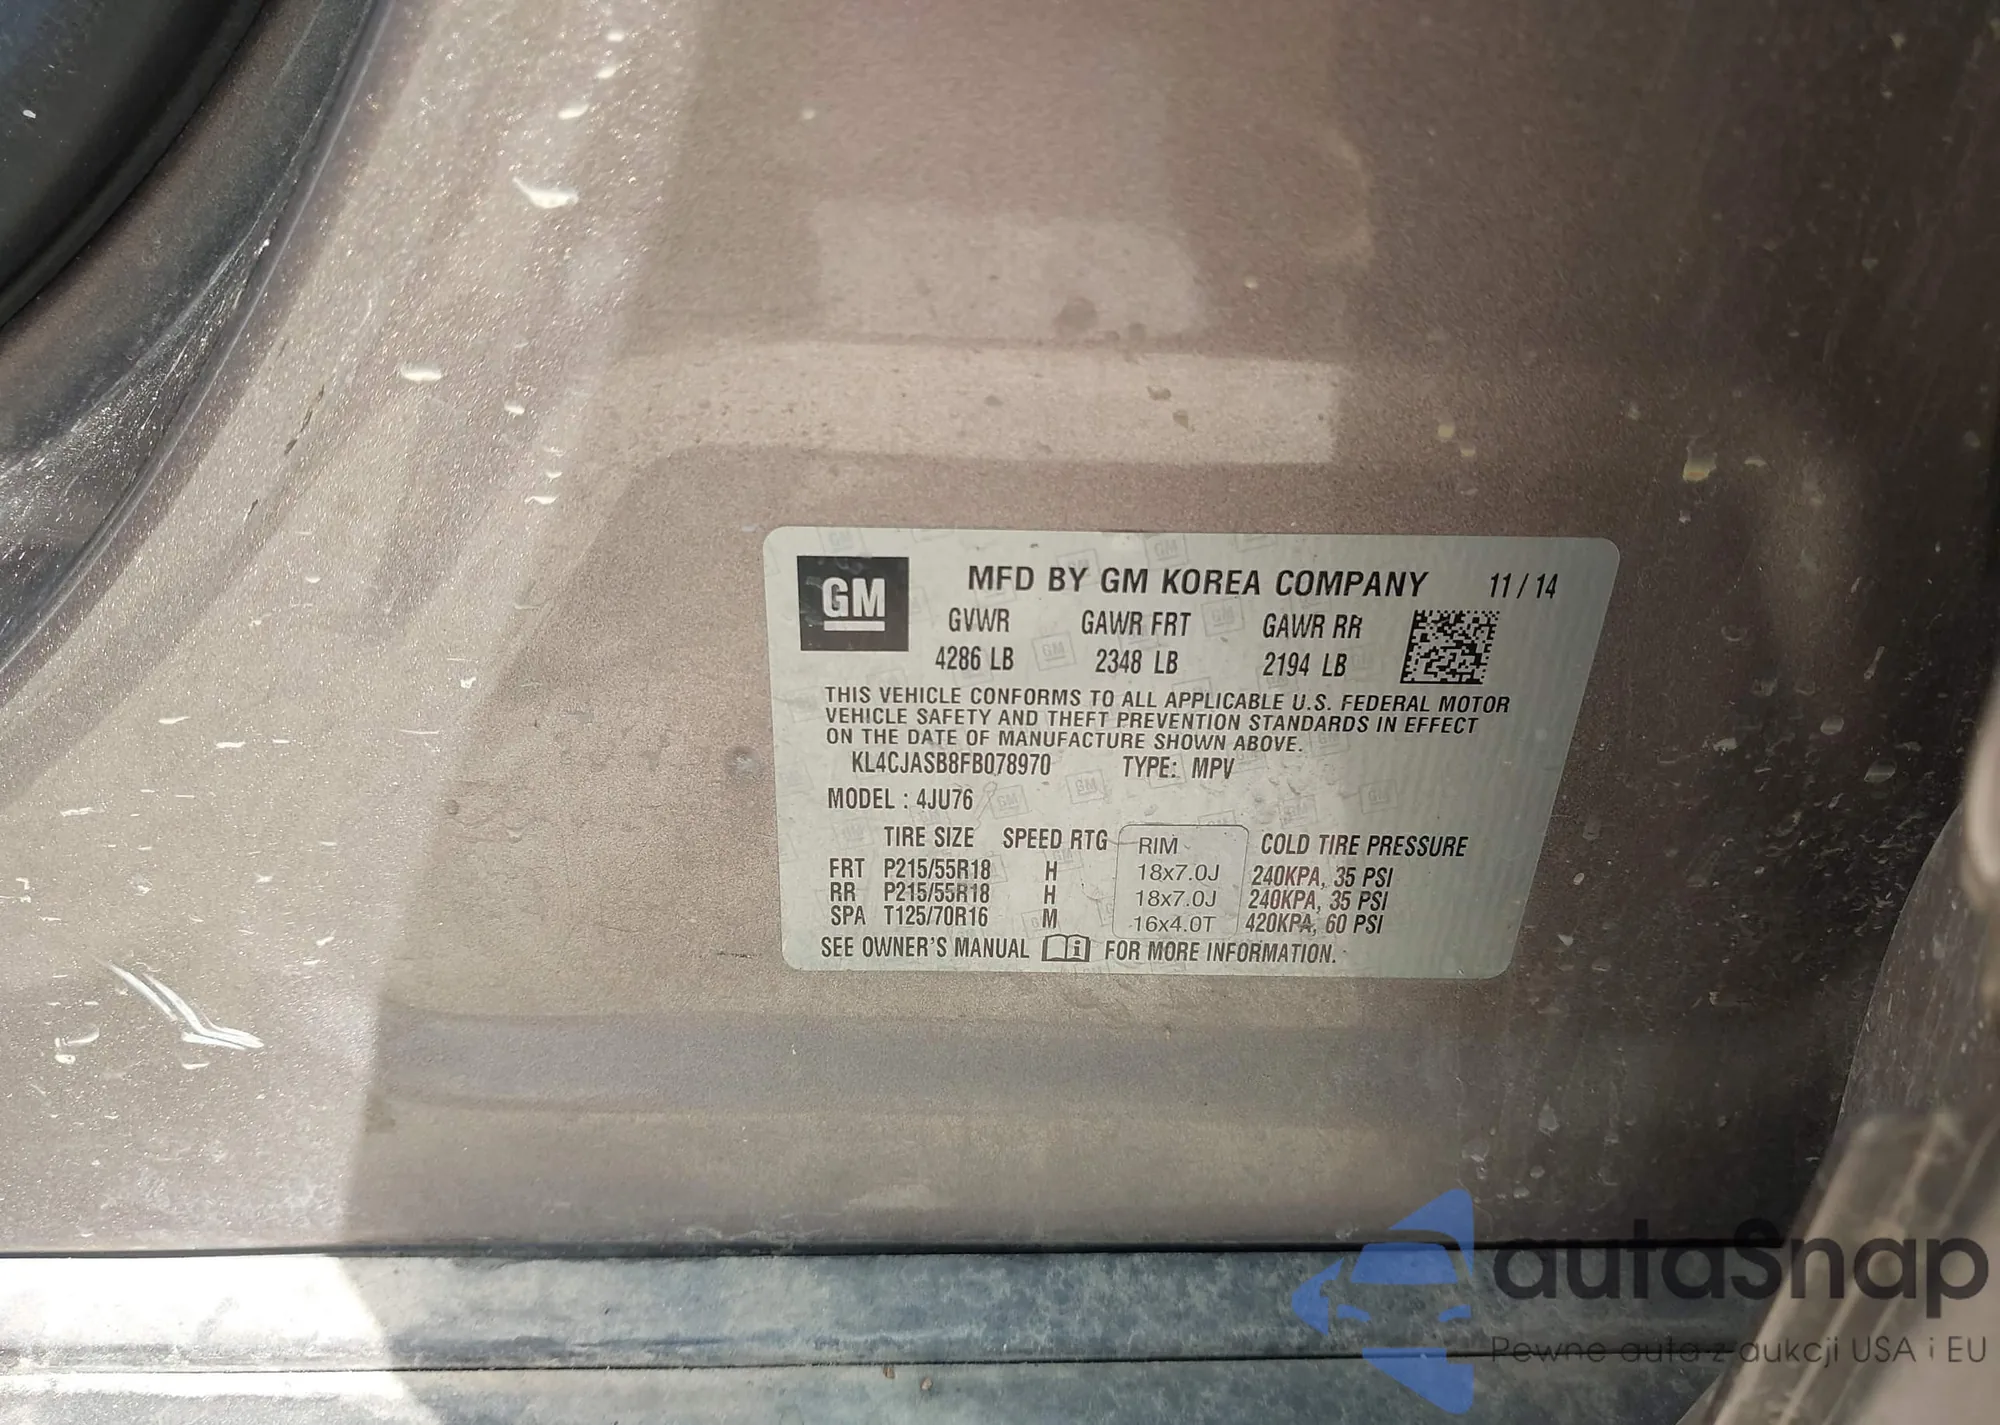 GM
MFD BY GM KOREA COMPANY 11/14
GVWR GAWR FRT GAWR RR
4286 LB 2348 LB 2194 LB
THIS VEHICLE CONFORMS TO ALL APPLICABLE U.S. FEDERAL MOTOR
VEHICLE SAFETY AND THEFT PREVENTION STANDARDS IN EFFECT
ON THE DATE OF MANUFACTURE SHOWN ABOVE.
KL4CJASB8FB078970 TYPE: MPV
MODEL : 4JU76
TIRE SIZE SPEED RTG RIM COLD TIRE PRESSURE
FRT P215/55R18 H 18x7.0J 240KPA, 35 PSI
RR P215/55R18 H 18x7.0J 240KPA, 35 PSI
SPA T125/70R16 M 16x4.0T 420KPA, 60 PSI
SEE OWNER'S MANUAL i FOR MORE INFORMATION.
autaSnap
Pewne auta z aukcji USA i EU